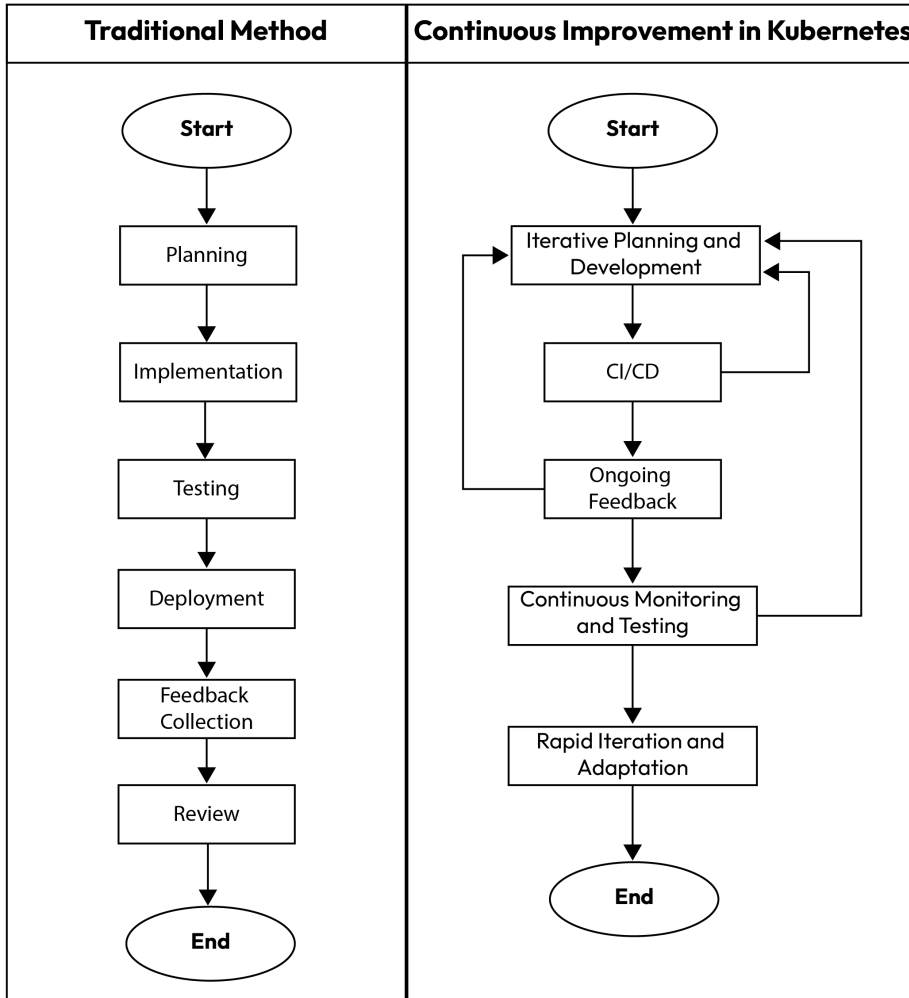 Traditional Method
Start
Planning
Implementation
Testing
Deployment
Feedback
Collection
Review
End
Continuous Improvement in Kubernetes
Start
Iterative Planning and
Development
CI/CD
Ongoing
Feedback
Continuous Monitoring
and Testing
Rapid Iteration and
Adaptation
End